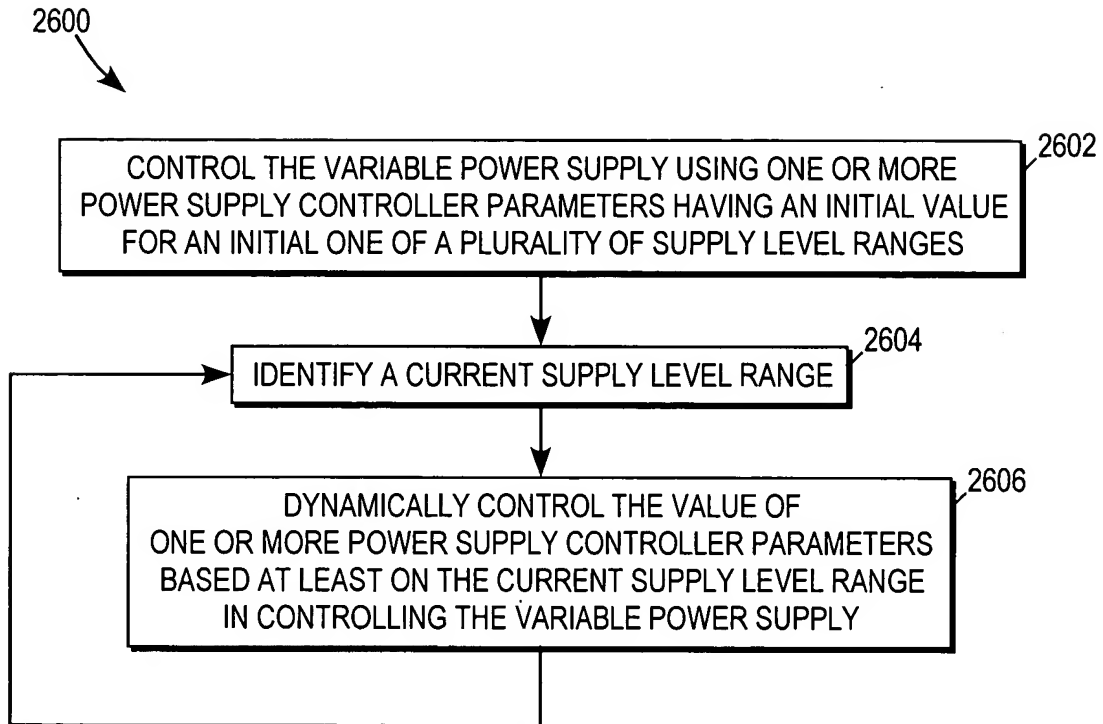 2600
CONTROL THE VARIABLE POWER SUPPLY USING ONE OR MORE
POWER SUPPLY CONTROLLER PARAMETERS HAVING AN INITIAL VALUE
FOR AN INITIAL ONE OF A PLURALITY OF SUPPLY LEVEL RANGES
2602
IDENTIFY A CURRENT SUPPLY LEVEL RANGE
2604
DYNAMICALLY CONTROL THE VALUE OF
ONE OR MORE POWER SUPPLY CONTROLLER PARAMETERS
BASED AT LEAST ON THE CURRENT SUPPLY LEVEL RANGE
IN CONTROLLING THE VARIABLE POWER SUPPLY
2606